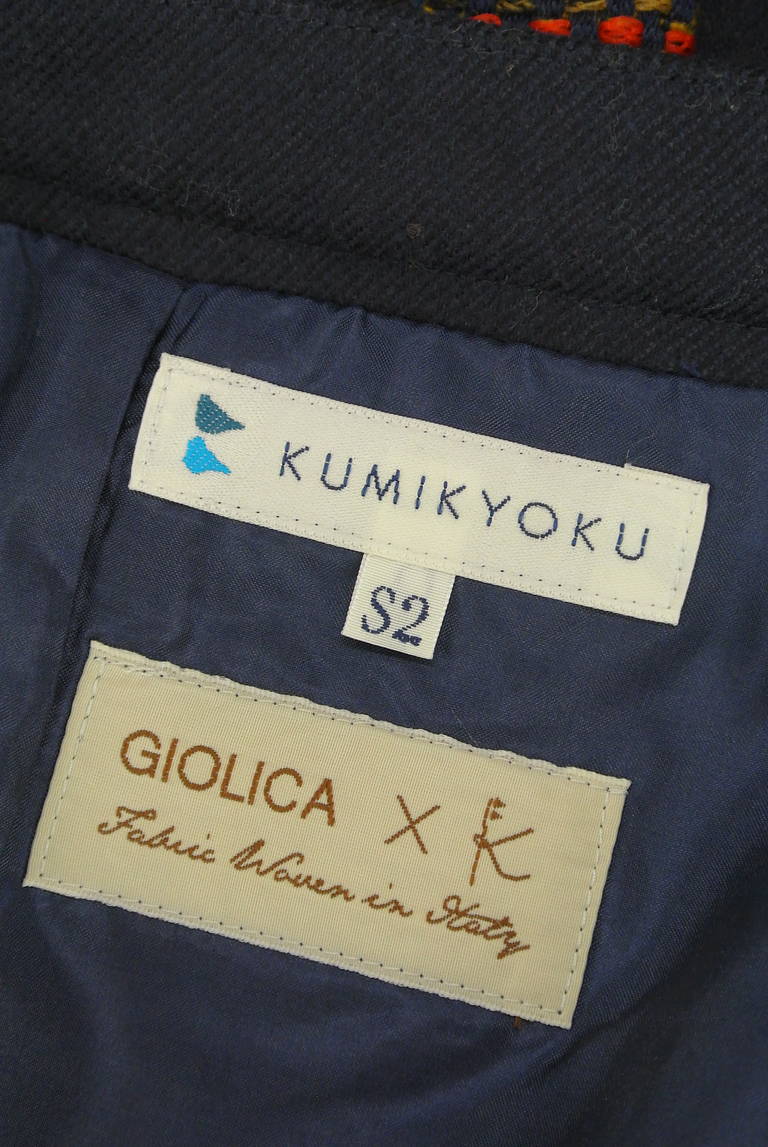 KUMIKYOKU
S2
GIOLICA X K
Fabric Woven in Italy